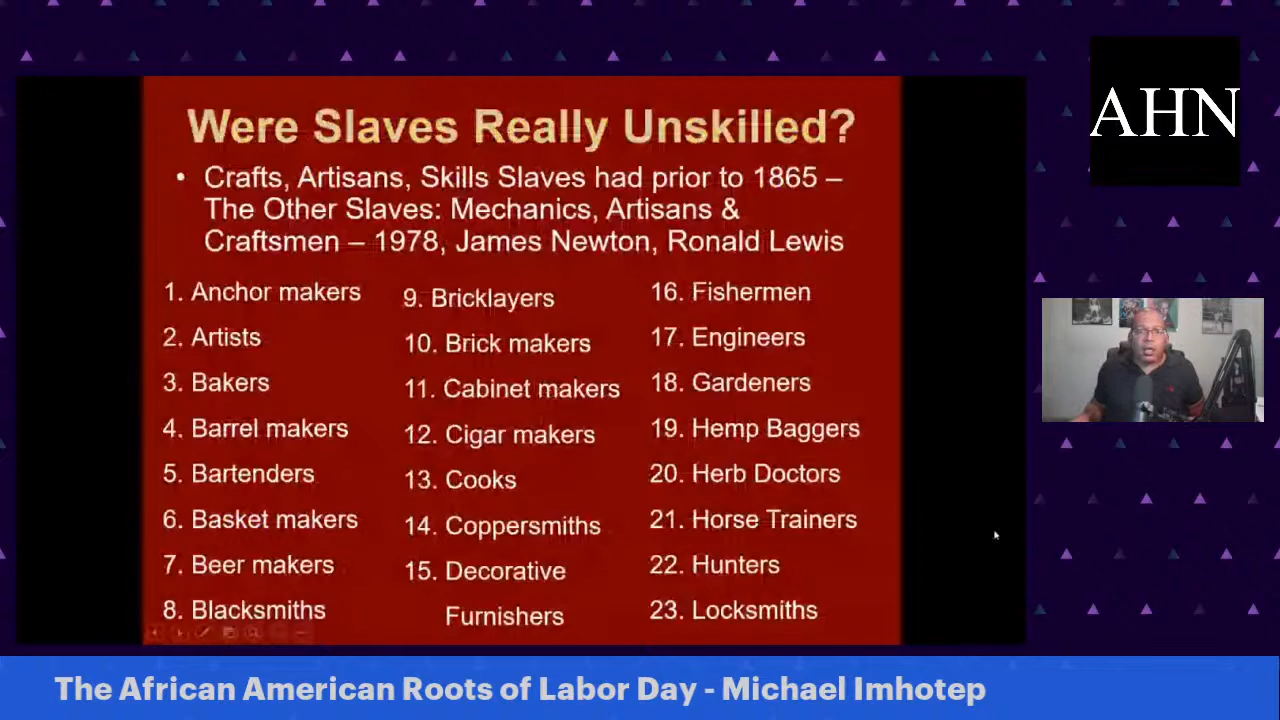 AHN
Were Slaves Really Unskilled?
• Crafts, Artisans, Skills Slaves had prior to 1865 –
The Other Slaves: Mechanics, Artisans &
Craftsmen – 1978, James Newton, Ronald Lewis
1. Anchor makers
2. Artists
3. Bakers
4. Barrel makers
5. Bartenders
6. Basket makers
7. Beer makers
8. Blacksmiths
9. Bricklayers
10. Brick makers
11. Cabinet makers
12. Cigar makers
13. Cooks
14. Coppersmiths
15. Decorative
Furnishers
16. Fishermen
17. Engineers
18. Gardeners
19. Hemp Baggers
20. Herb Doctors
21. Horse Trainers
22. Hunters
23. Locksmiths
The African American Roots of Labor Day - Michael Imhotep